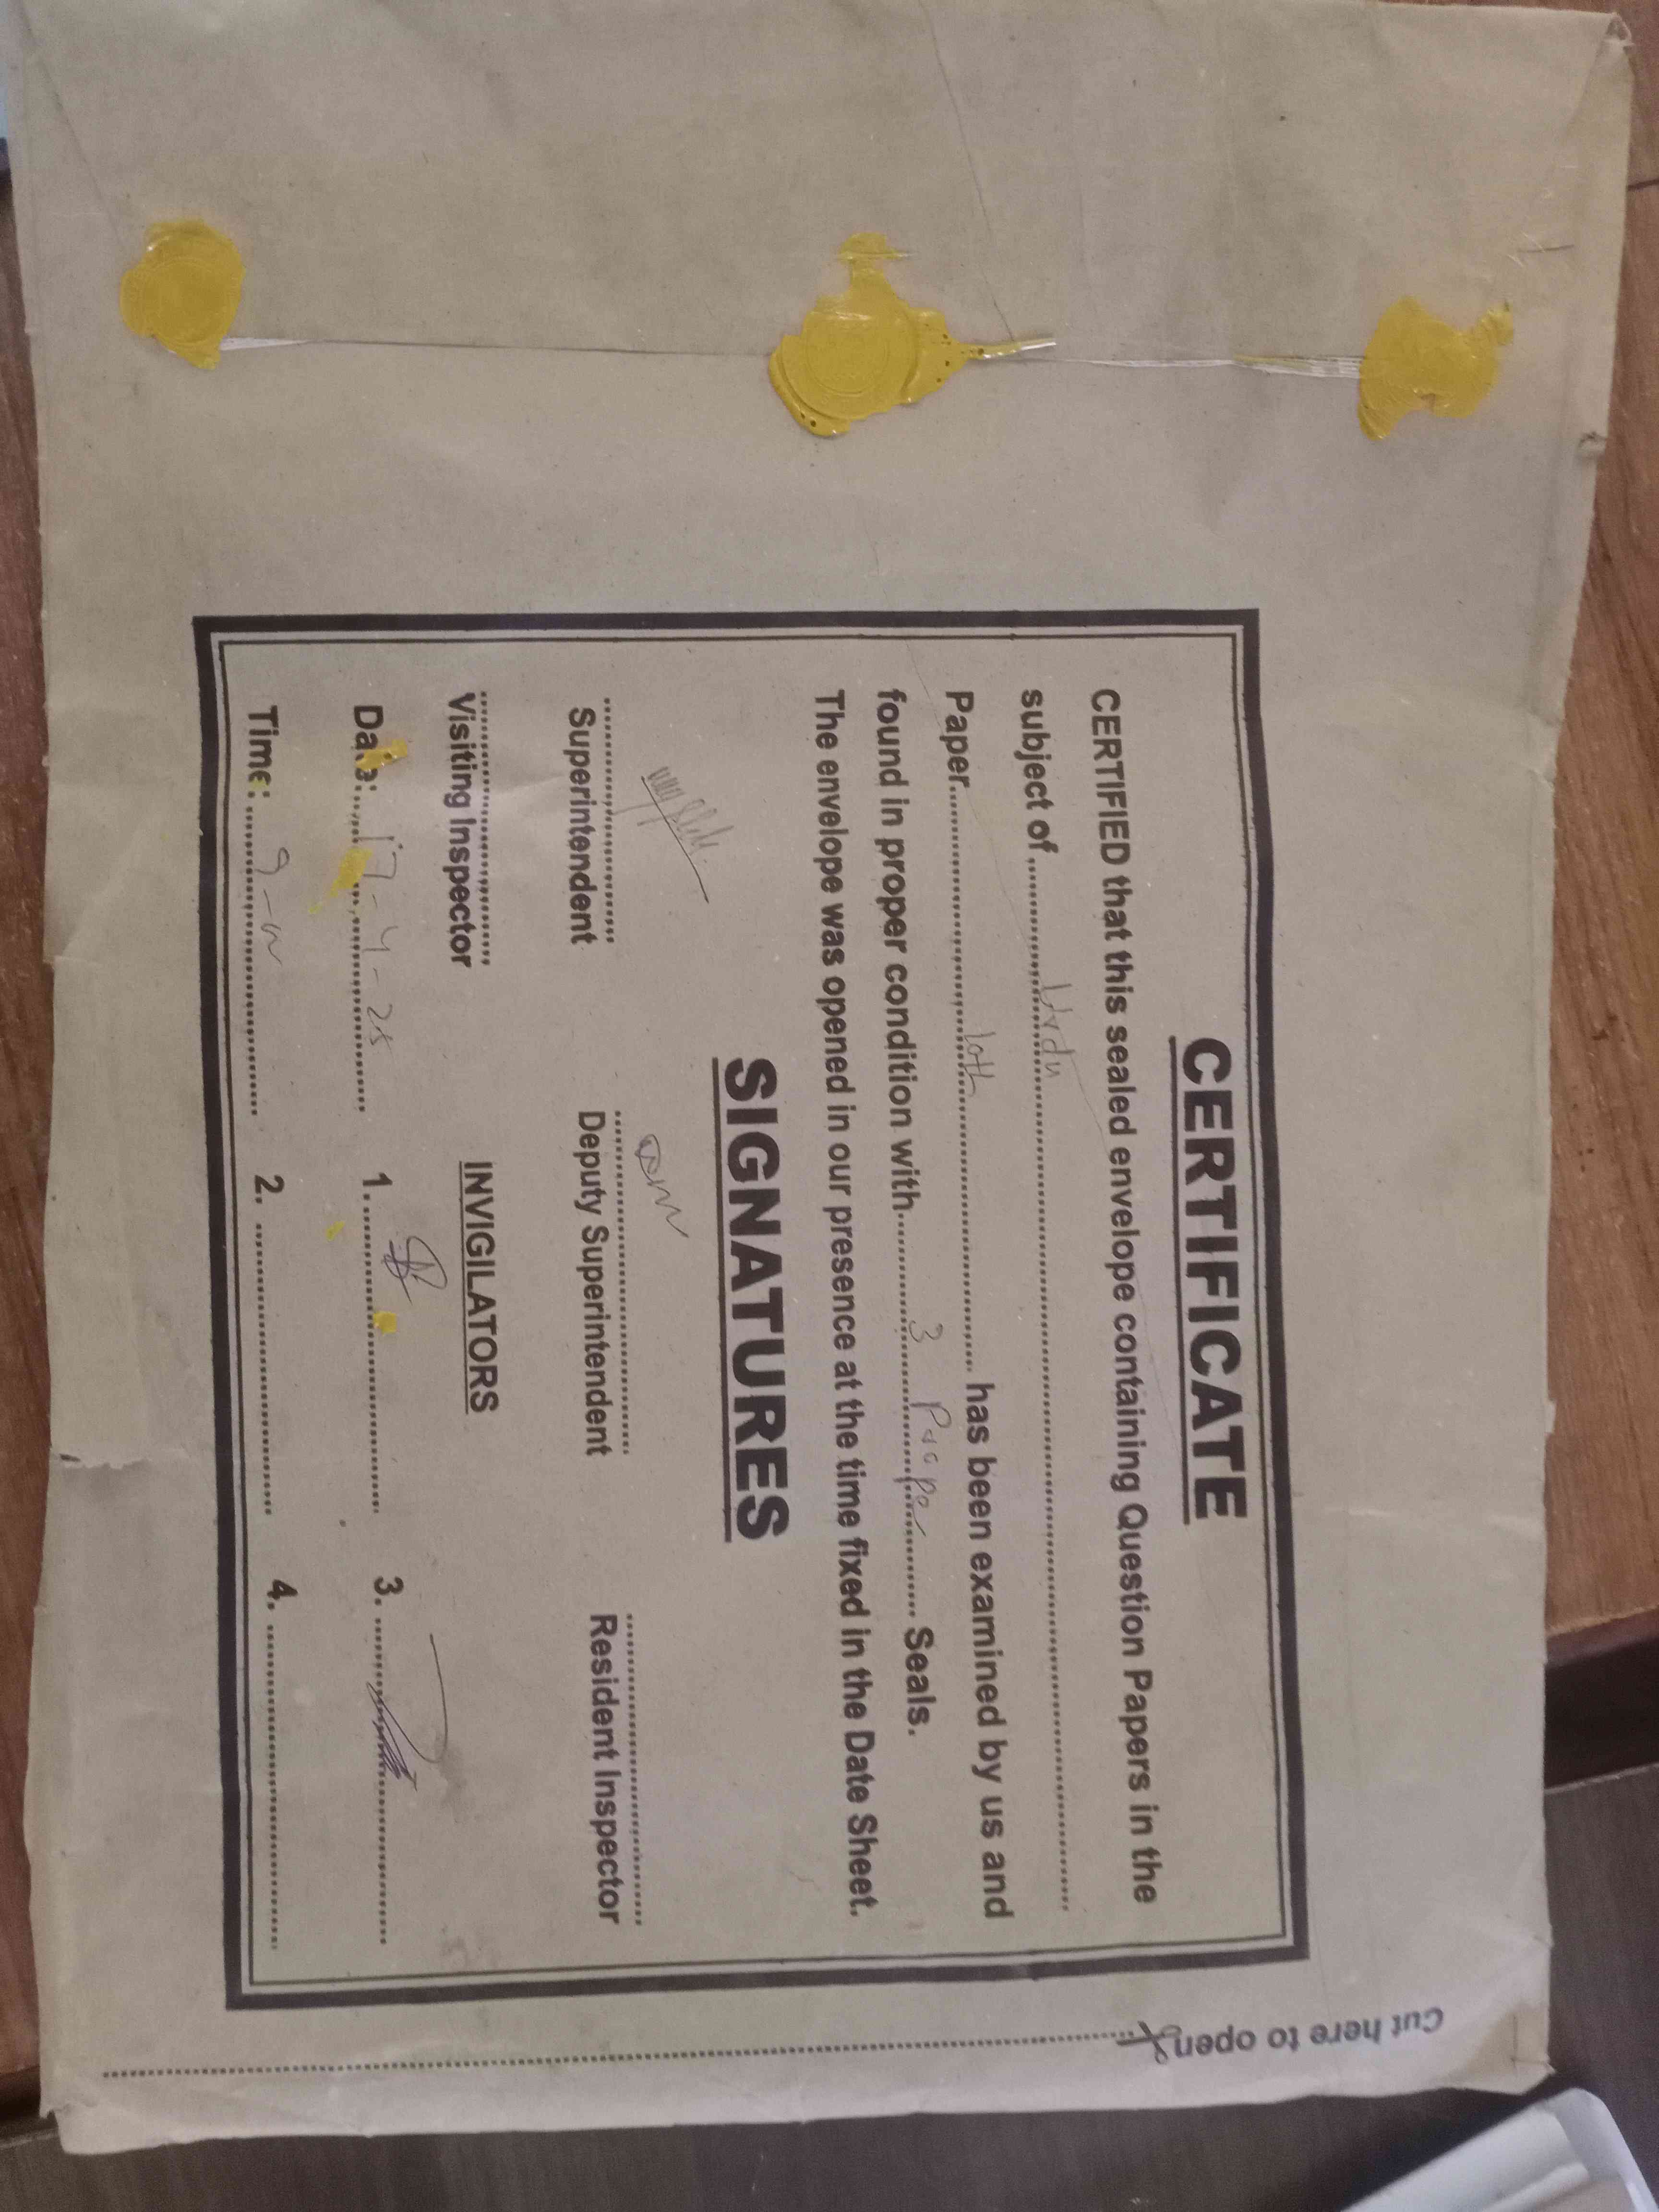 CERTIFICATE
CERTIFIED that this sealed envelope containing Question Papers in the
subject of.......... Urdu ..........
Paper.......... 10th .......... has been examined by us and
found in proper condition with.......... 3 .......... Seals.
The envelope was opened in our presence at the time fixed in the Date Sheet.
SIGNATURES
Superintendent Deputy Superintendent Resident Inspector
Visiting Inspector INVIGILATORS
Date:.......... 17-4-25 1. .......... 3. ..........
Time:.......... 9- 2. .......... 4. ..........
Cut here to open